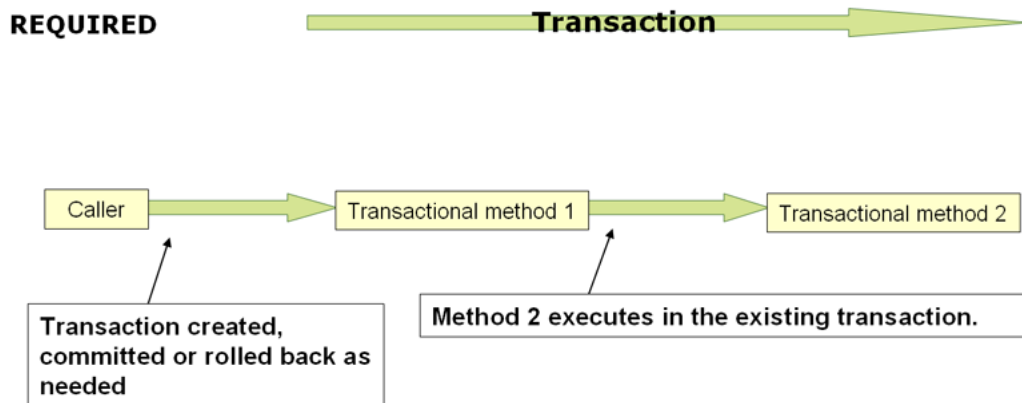 REQUIRED
Transaction
Caller
Transactional method 1
Transactional method 2
Transaction created,
committed or rolled back as
needed
Method 2 executes in the existing transaction.